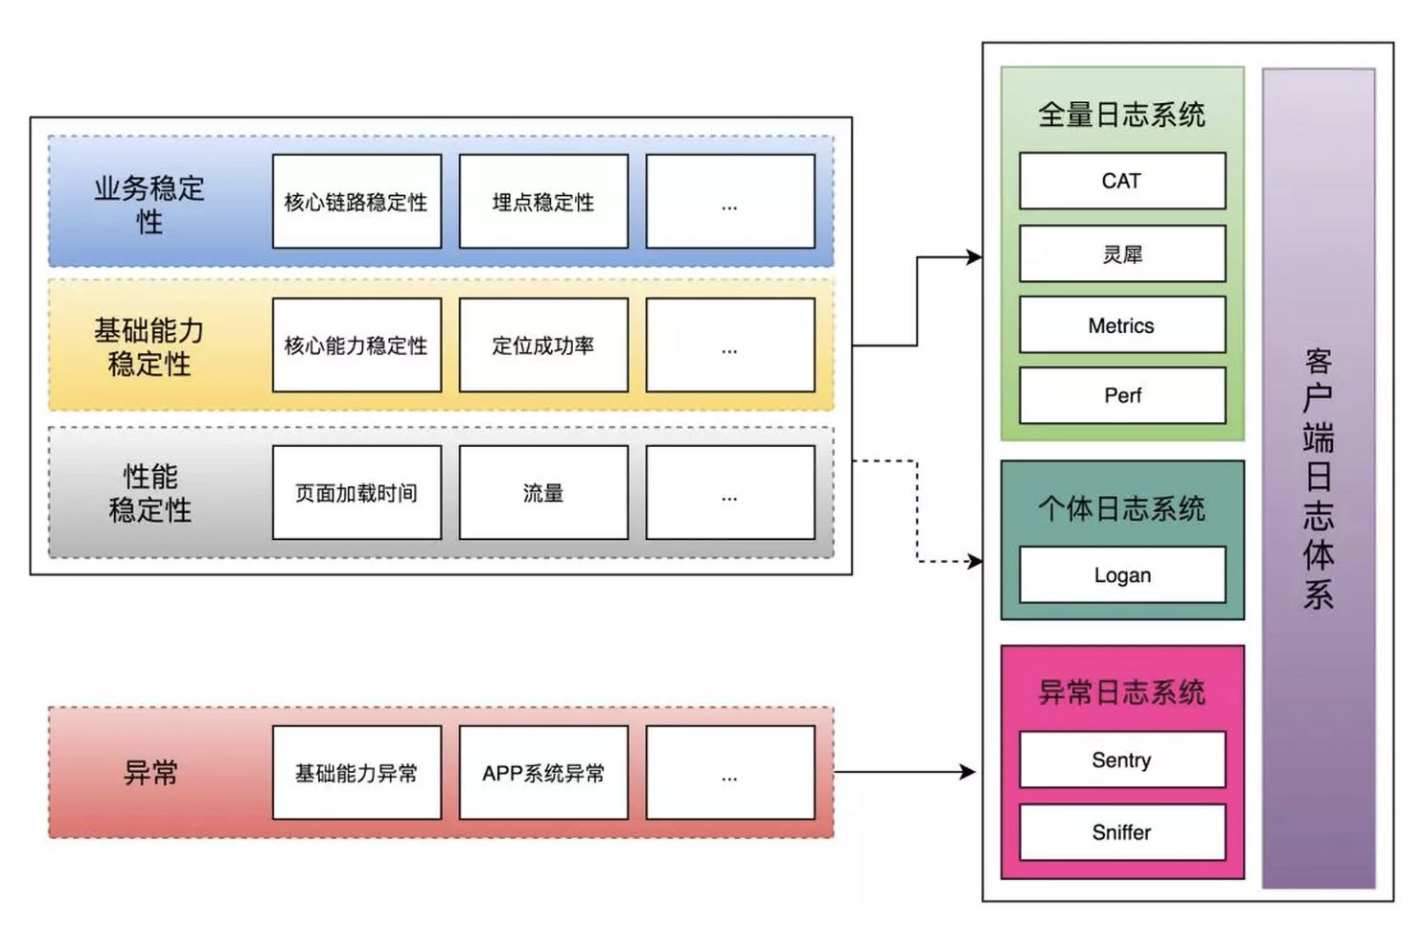 业务稳定
性
核心链路稳定性
埋点稳定性
...
基础能力
稳定性
核心能力稳定性
定位成功率
...
性能
稳定性
页面加载时间
流量
...
异常
基础能力异常
APP系统异常
...
全量日志系统
CAT
灵犀
Metrics
Perf
个体日志系统
Logan
异常日志系统
Sentry
Sniffer
客户端日志体系